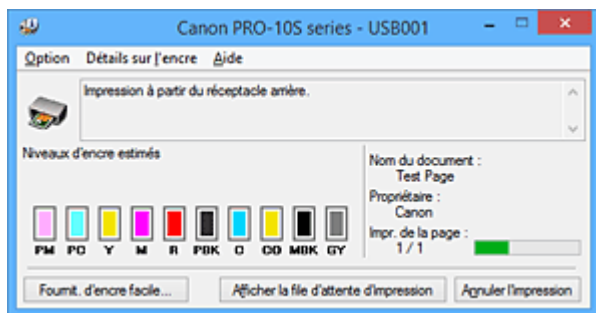 Canon PRO-10S series - USB001
Option Détails sur l'encre Aide
Impression à partir du réceptacle arrière.
Niveaux d'encre estimés
Nom du document :
Test Page
Propriétaire :
Canon
Impr. de la page :
1 / 1
PM PC Y M R PBK C CO MBK GY
Fournit. d'encre facile... Afficher la file d'attente d'impression Annuler l'impression